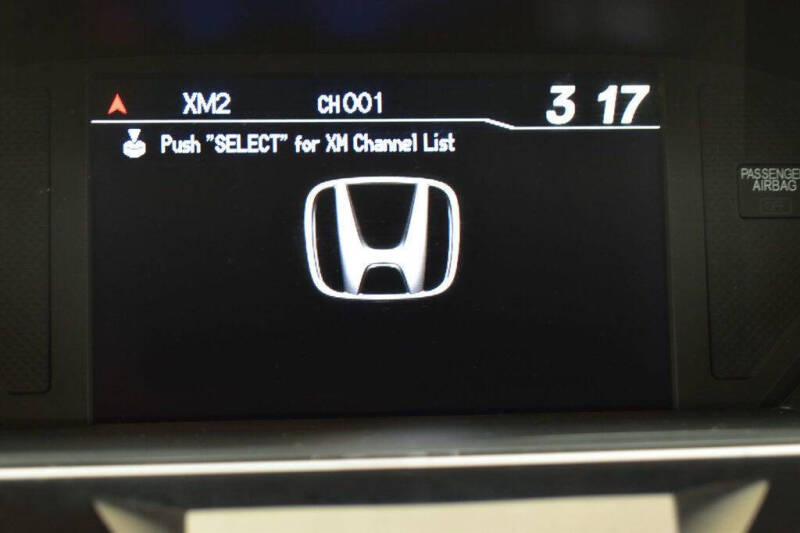 XM2 CH001 3 17
Push "SELECT" for XM Channel List
PASSENGER
AIRBAG